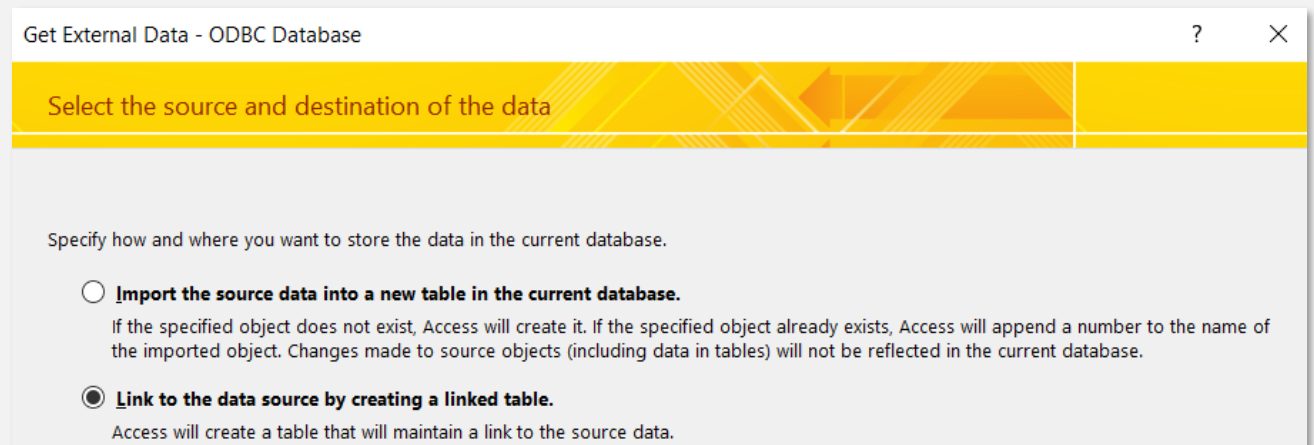 Get External Data - ODBC Database
?
Select the source and destination of the data
Specify how and where you want to store the data in the current database.
Import the source data into a new table in the current database.
If the specified object does not exist, Access will create it. If the specified object already exists, Access will append a number to the name of
the imported object. Changes made to source objects (including data in tables) will not be reflected in the current database.
Link to the data source by creating a linked table.
Access will create a table that will maintain a link to the source data.